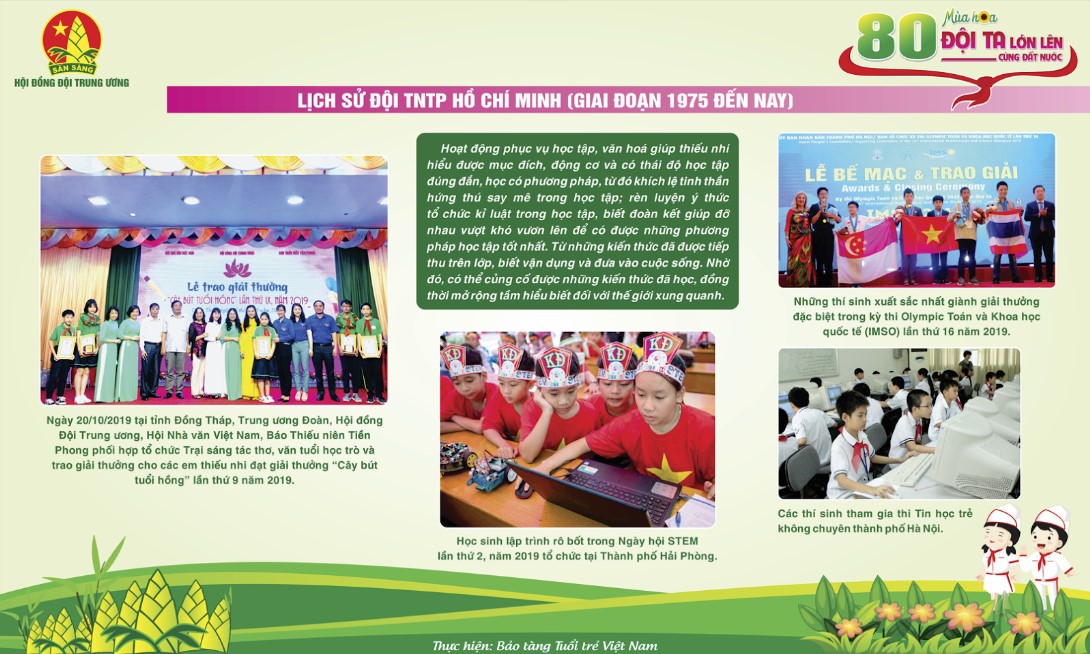 SẴN SÀNG
HỘI ĐỒNG ĐỘI TRUNG ƯƠNG
80 Mùa hoa
ĐỘI TA LỚN LÊN
CÙNG ĐẤT NƯỚC
LỊCH SỬ ĐỘI TNTP HỒ CHÍ MINH (GIAI ĐOẠN 1975 ĐẾN NAY)
Lễ trao giải thưởng
"CÂY BÚT TUỔI HỒNG" LẦN THỨ IX, NĂM 2019
Ngày 20/10/2019 tại tỉnh Đồng Tháp, Trung ương Đoàn, Hội đồng
Đội Trung ương, Hội Nhà văn Việt Nam, Báo Thiếu niên Tiền
Phong phối hợp tổ chức Trại sáng tác thơ, văn tuổi học trò và
trao giải thưởng cho các em thiếu nhi đạt giải thưởng "Cây bút
tuổi hồng" lần thứ 9 năm 2019.
Hoạt động phục vụ học tập, văn hoá giúp thiếu nhi
hiểu được mục đích, động cơ và có thái độ học tập
đúng đắn, học có phương pháp, từ đó khích lệ tinh thần
hứng thú say mê trong học tập; rèn luyện ý thức
tổ chức kỉ luật trong học tập, biết đoàn kết giúp đỡ
nhau vượt khó vươn lên để có được những phương
pháp học tập tốt nhất. Từ những kiến thức đã được tiếp
thu trên lớp, biết vận dụng và đưa vào cuộc sống. Nhờ
đó, có thể củng cố được những kiến thức đã học, đồng
thời mở rộng tầm hiểu biết đối với thế giới xung quanh.
KĐ
KĐ
KĐ
KĐ
STEM
Học sinh lập trình rô bốt trong Ngày hội STEM
lần thứ 2, năm 2019 tổ chức tại Thành phố Hải Phòng.
LỄ BẾ MẠC & TRAO GIẢI
Awards & Closing Ceremony
Những thí sinh xuất sắc nhất giành giải thưởng
đặc biệt trong kỳ thi Olympic Toán và Khoa học
quốc tế (IMSO) lần thứ 16 năm 2019.
Các thí sinh tham gia thi Tin học trẻ
không chuyên thành phố Hà Nội.
Thực hiện: Bảo tàng Tuổi trẻ Việt Nam